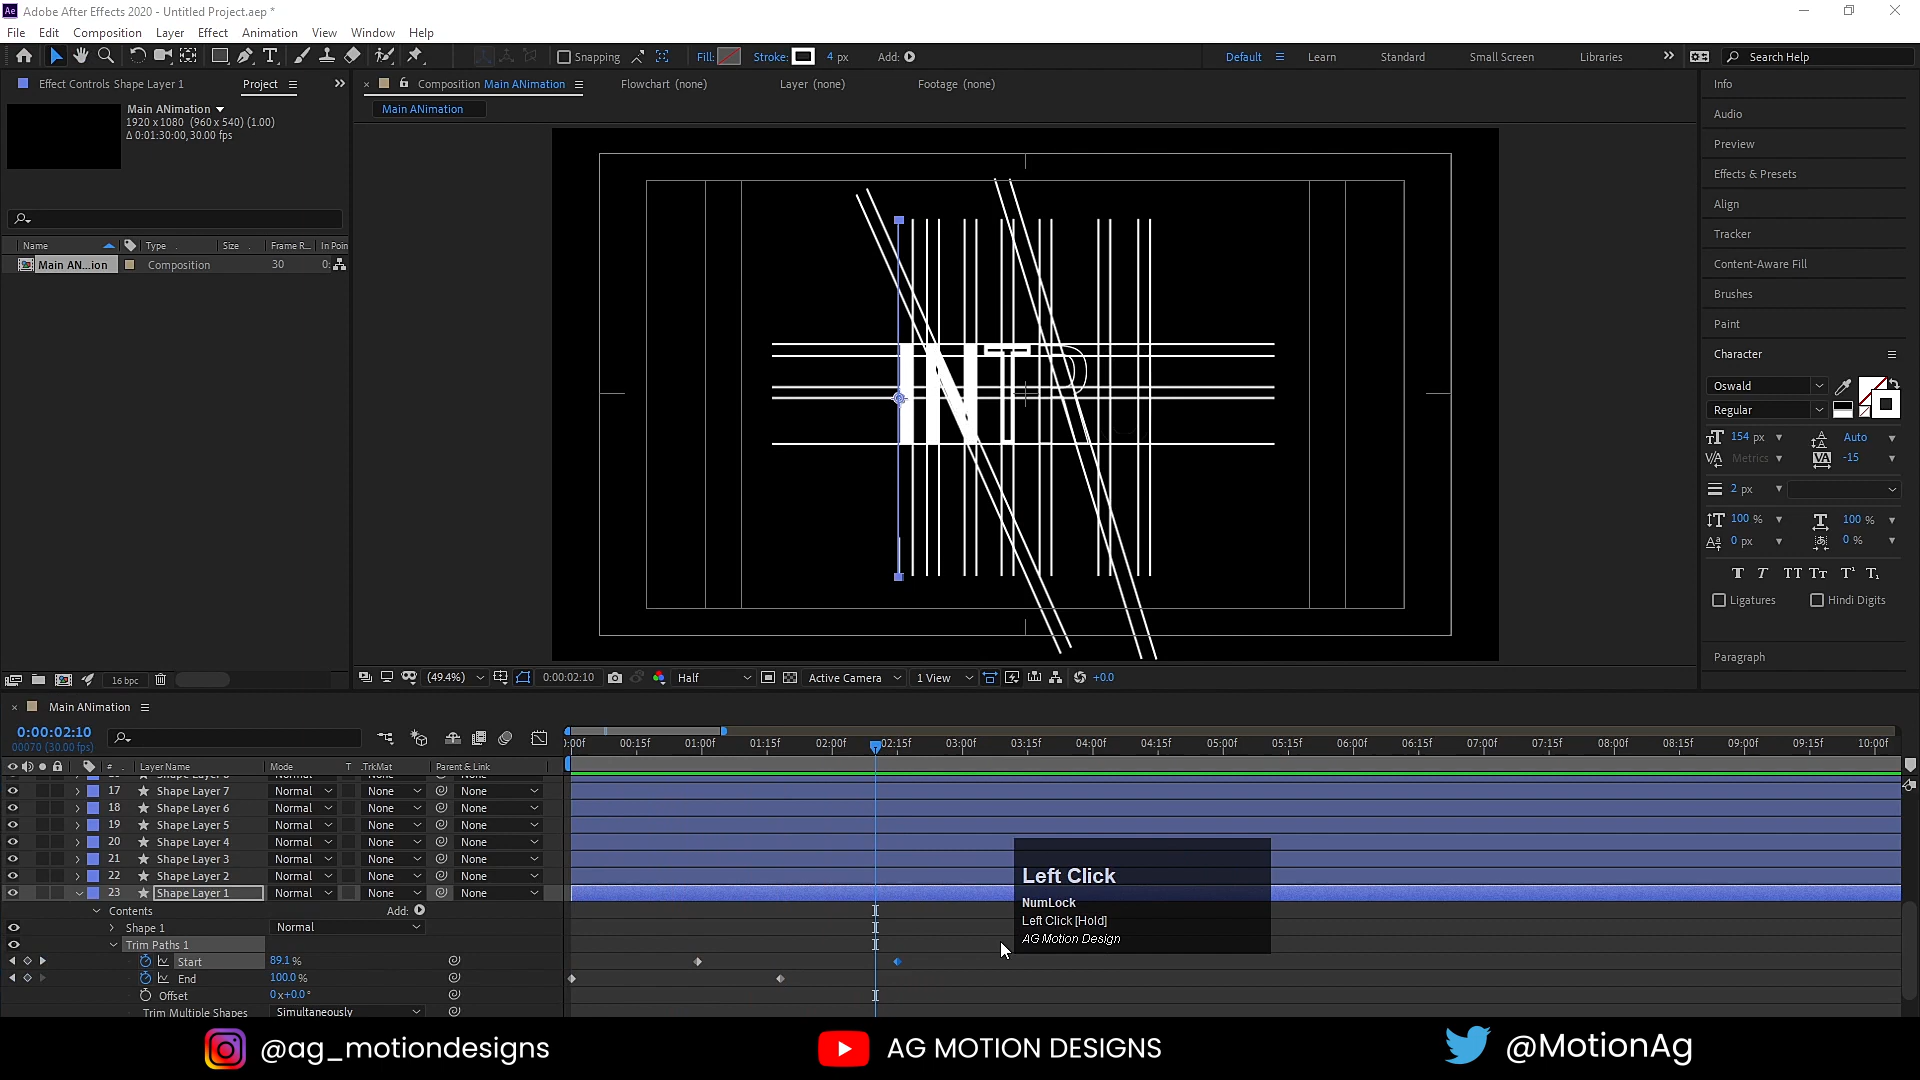 Adobe After Effects 2020 - Untitled Project.aep *
File Edit Composition Layer Effect Animation View Window Help
Snapping Fill: Stroke: 4 px Add: Default Learn Standard Small Screen Libraries Search Help
Effect Controls Shape Layer 1 Project
Composition Main ANimation Flowchart (none) Layer (none) Footage (none)
Main ANimation
Main ANimation
1920 x 1080 (960 x 540) (1.00)
Δ 0:01:30:00, 30.00 fps
Name Type Size Frame R... In Poin
Main AN...ion Composition 30 0:
16 bpc
INT
(49.4%) 0:00:02:10 Half Active Camera 1 View +0.0
Info
Audio
Preview
Effects & Presets
Align
Tracker
Content-Aware Fill
Brushes
Paint
Character
Oswald
Regular
154 px Auto
Metrics -15
2 px
100 % 100 %
0 px 0 %
T T TT Tт T¹ T₁
Ligatures Hindi Digits
Paragraph
Main ANimation
0:00:02:10
00070 (30.00 fps)
:00f 00:15f 01:00f 01:15f 02:00f 02:15f 03:00f 03:15f 04:00f 04:15f 05:00f 05:15f 06:00f 06:15f 07:00f 07:15f 08:00f 08:15f 09:00f 09:15f 10:00f
# Layer Name Mode T .TrkMat Parent & Link
17 Shape Layer 7 Normal None None
18 Shape Layer 6 Normal None None
19 Shape Layer 5 Normal None None
20 Shape Layer 4 Normal None None
21 Shape Layer 3 Normal None None
22 Shape Layer 2 Normal None None
23 Shape Layer 1 Normal None None
Contents Add:
Shape 1 Normal
Trim Paths 1
Start 89.1 %
End 100.0 %
Offset 0 x +0.0 °
Trim Multiple Shapes Simultaneously
Left Click
NumLock
Left Click [Hold]
AG Motion Design
@ag_motiondesigns AG MOTION DESIGNS @MotionAg